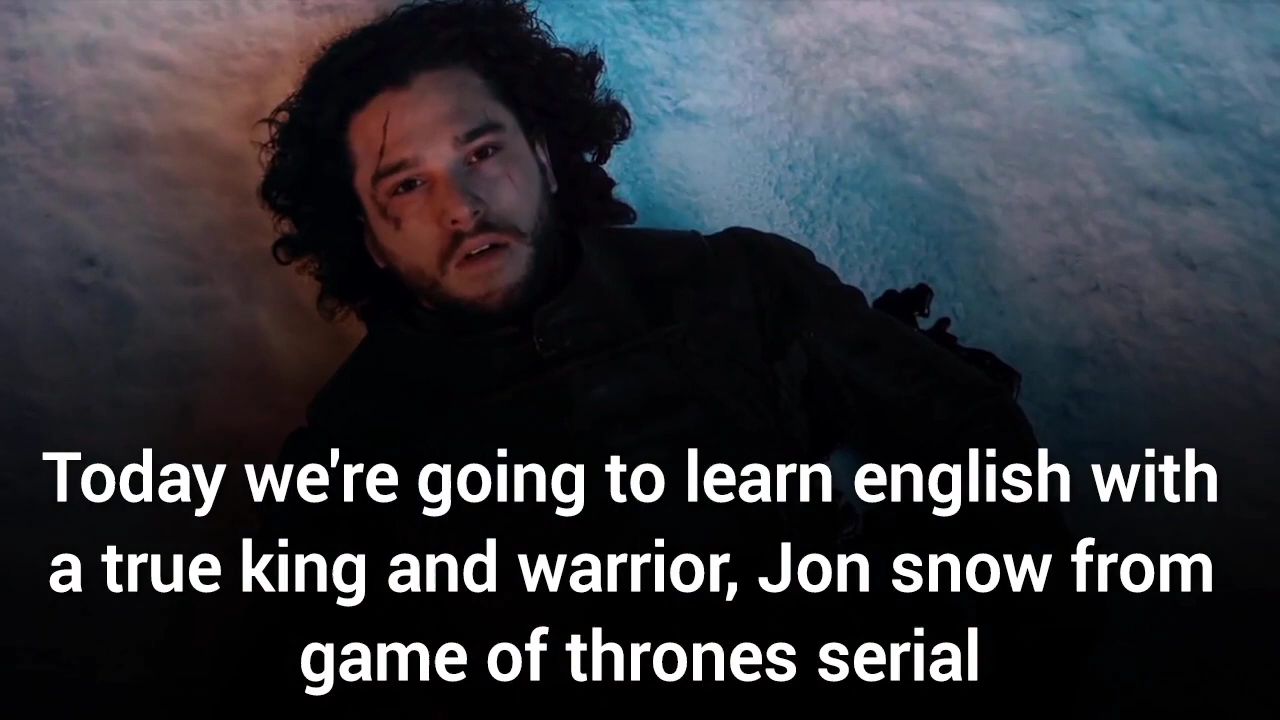 Today we're going to learn english with
a true king and warrior, Jon snow from
game of thrones serial